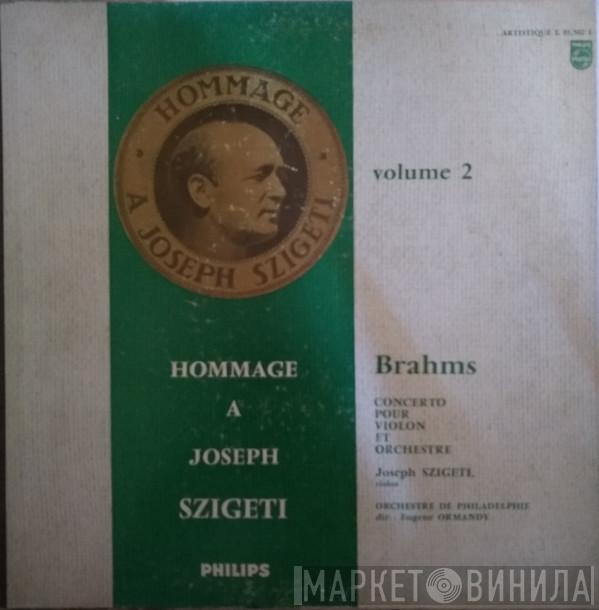 ARTISTIQUE L 01.502 L
PHILIPS
HOMMAGE
A JOSEPH SZIGETI
volume 2
HOMMAGE
A
JOSEPH
SZIGETI
PHILIPS
Brahms
CONCERTO
POUR
VIOLON
ET
ORCHESTRE
Joseph SZIGETI,
violon
ORCHESTRE DE PHILADELPHIE
dir : Eugene ORMANDY
МАРКЕТ ВИНИЛА